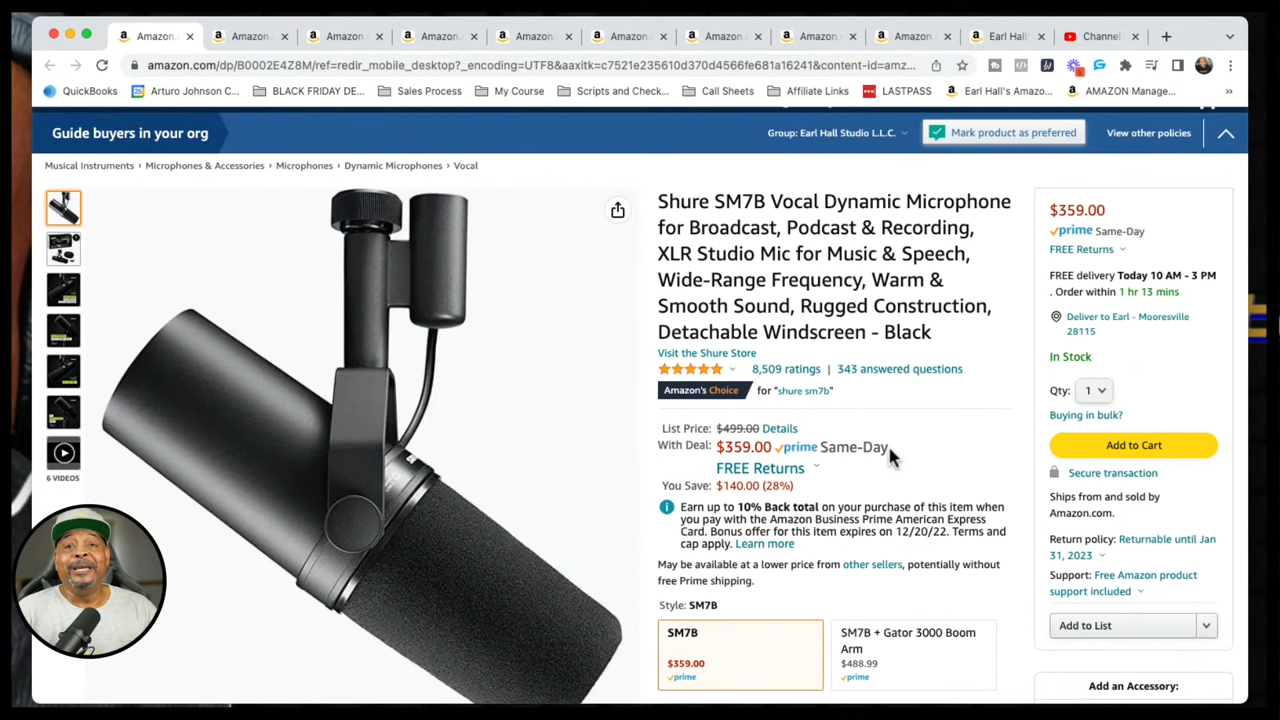 Amazon.
Amazon.
Amazon.
Amazon.
Amazon.
Amazon.
Amazon.
Amazon.
Amazon.
Earl Hall'
Channel
amazon.com/dp/B0002E4Z8M/ref=redir_mobile_desktop?_encoding=UTF8&aaxitk=c7521e235610d370d4566fe681a16241&content-id=amz...
QuickBooks
Arturo Johnson C...
BLACK FRIDAY DE...
Sales Process
My Course
Scripts and Check...
Call Sheets
Affiliate Links
LASTPASS
Earl Hall's Amazo...
AMAZON Manage...
Guide buyers in your org
Group: Earl Hall Studio L.L.C.
Mark product as preferred
View other policies
Musical Instruments › Microphones & Accessories › Microphones › Dynamic Microphones › Vocal
Shure SM7B Vocal Dynamic Microphone
for Broadcast, Podcast & Recording,
XLR Studio Mic for Music & Speech,
Wide-Range Frequency, Warm &
Smooth Sound, Rugged Construction,
Detachable Windscreen - Black
Visit the Shure Store
8,509 ratings | 343 answered questions
Amazon's Choice for "shure sm7b"
List Price: $499.00 Details
With Deal: $359.00 prime Same-Day
FREE Returns
You Save: $140.00 (28%)
Earn up to 10% Back total on your purchase of this item when
you pay with the Amazon Business Prime American Express
Card. Bonus offer for this item expires on 12/20/22. Terms and
cap apply. Learn more
May be available at a lower price from other sellers, potentially without
free Prime shipping.
Style: SM7B
SM7B
$359.00
prime
SM7B + Gator 3000 Boom
Arm
$488.99
prime
6 VIDEOS
$359.00
prime Same-Day
FREE Returns
FREE delivery Today 10 AM - 3 PM
. Order within 1 hr 13 mins
Deliver to Earl - Mooresville
28115
In Stock
Qty: 1
Buying in bulk?
Add to Cart
Secure transaction
Ships from and sold by
Amazon.com.
Return policy: Returnable until Jan
31, 2023
Support: Free Amazon product
support included
Add to List
Add an Accessory: